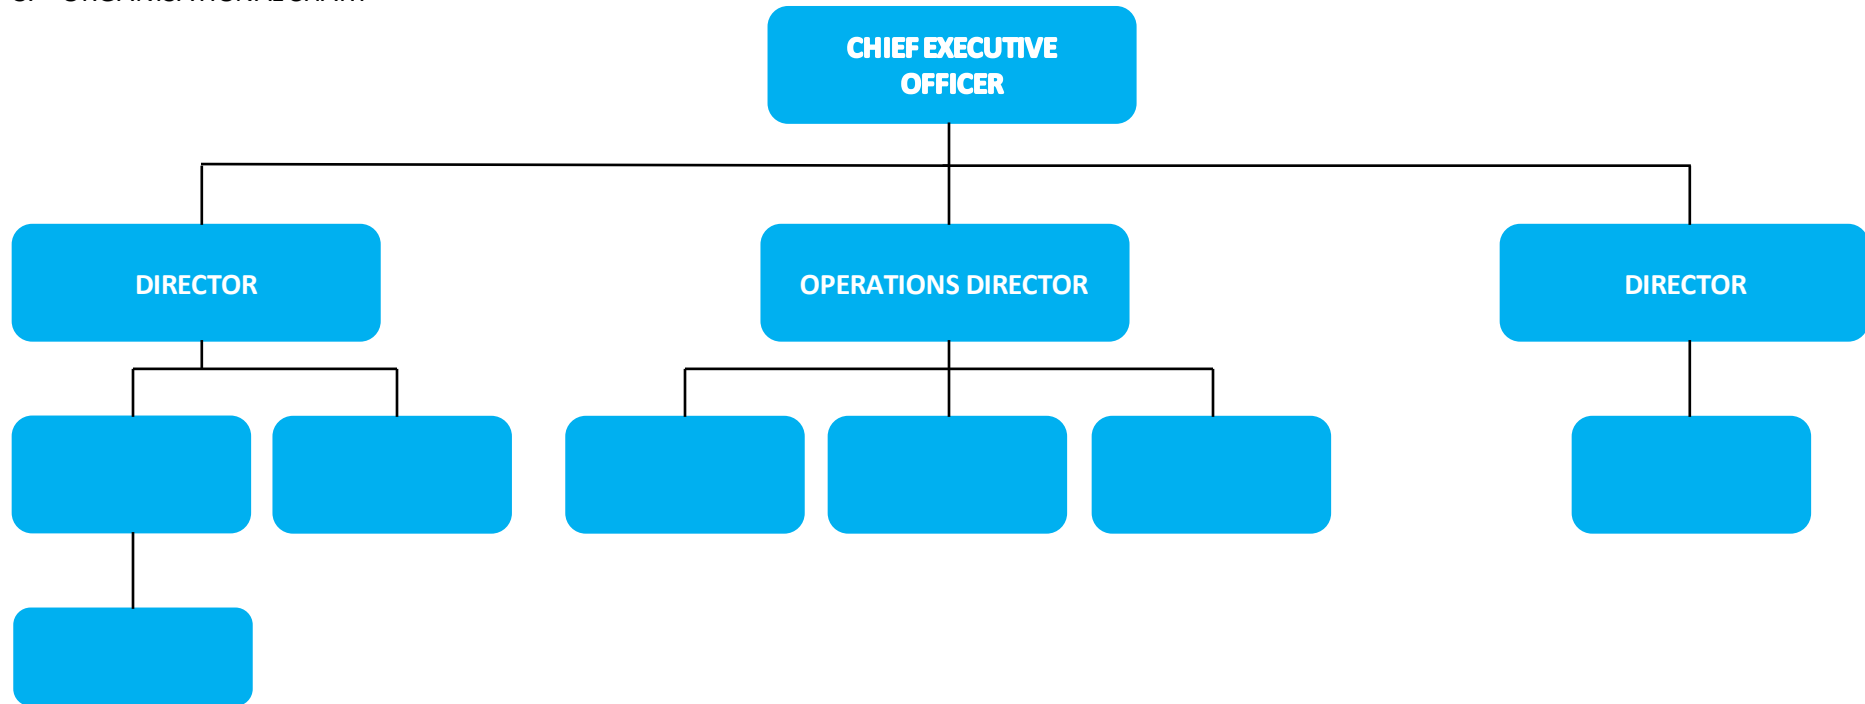 CHIEF EXECUTIVE
OFFICER
DIRECTOR
OPERATIONS DIRECTOR
DIRECTOR